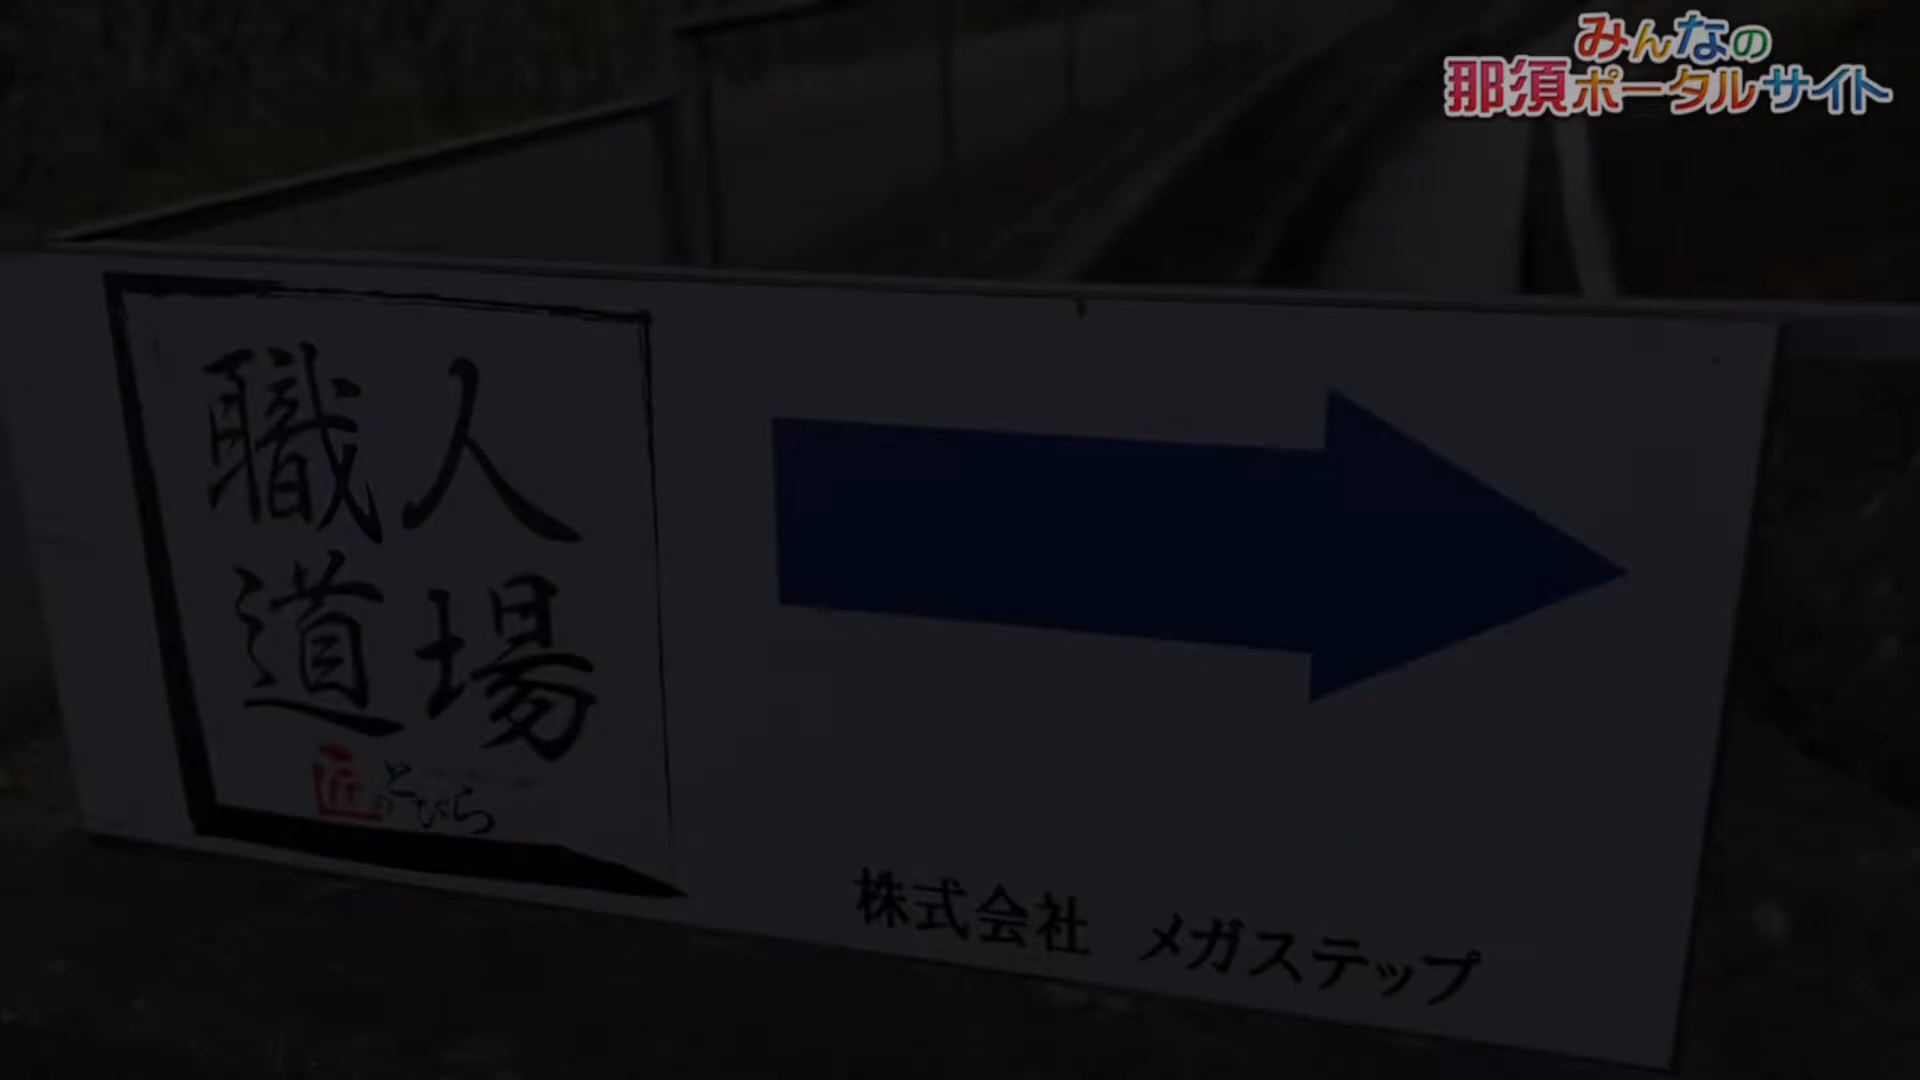 みんなの
那須ポータルサイト
職人
道場
匠のとびら
株式会社 メガステップ